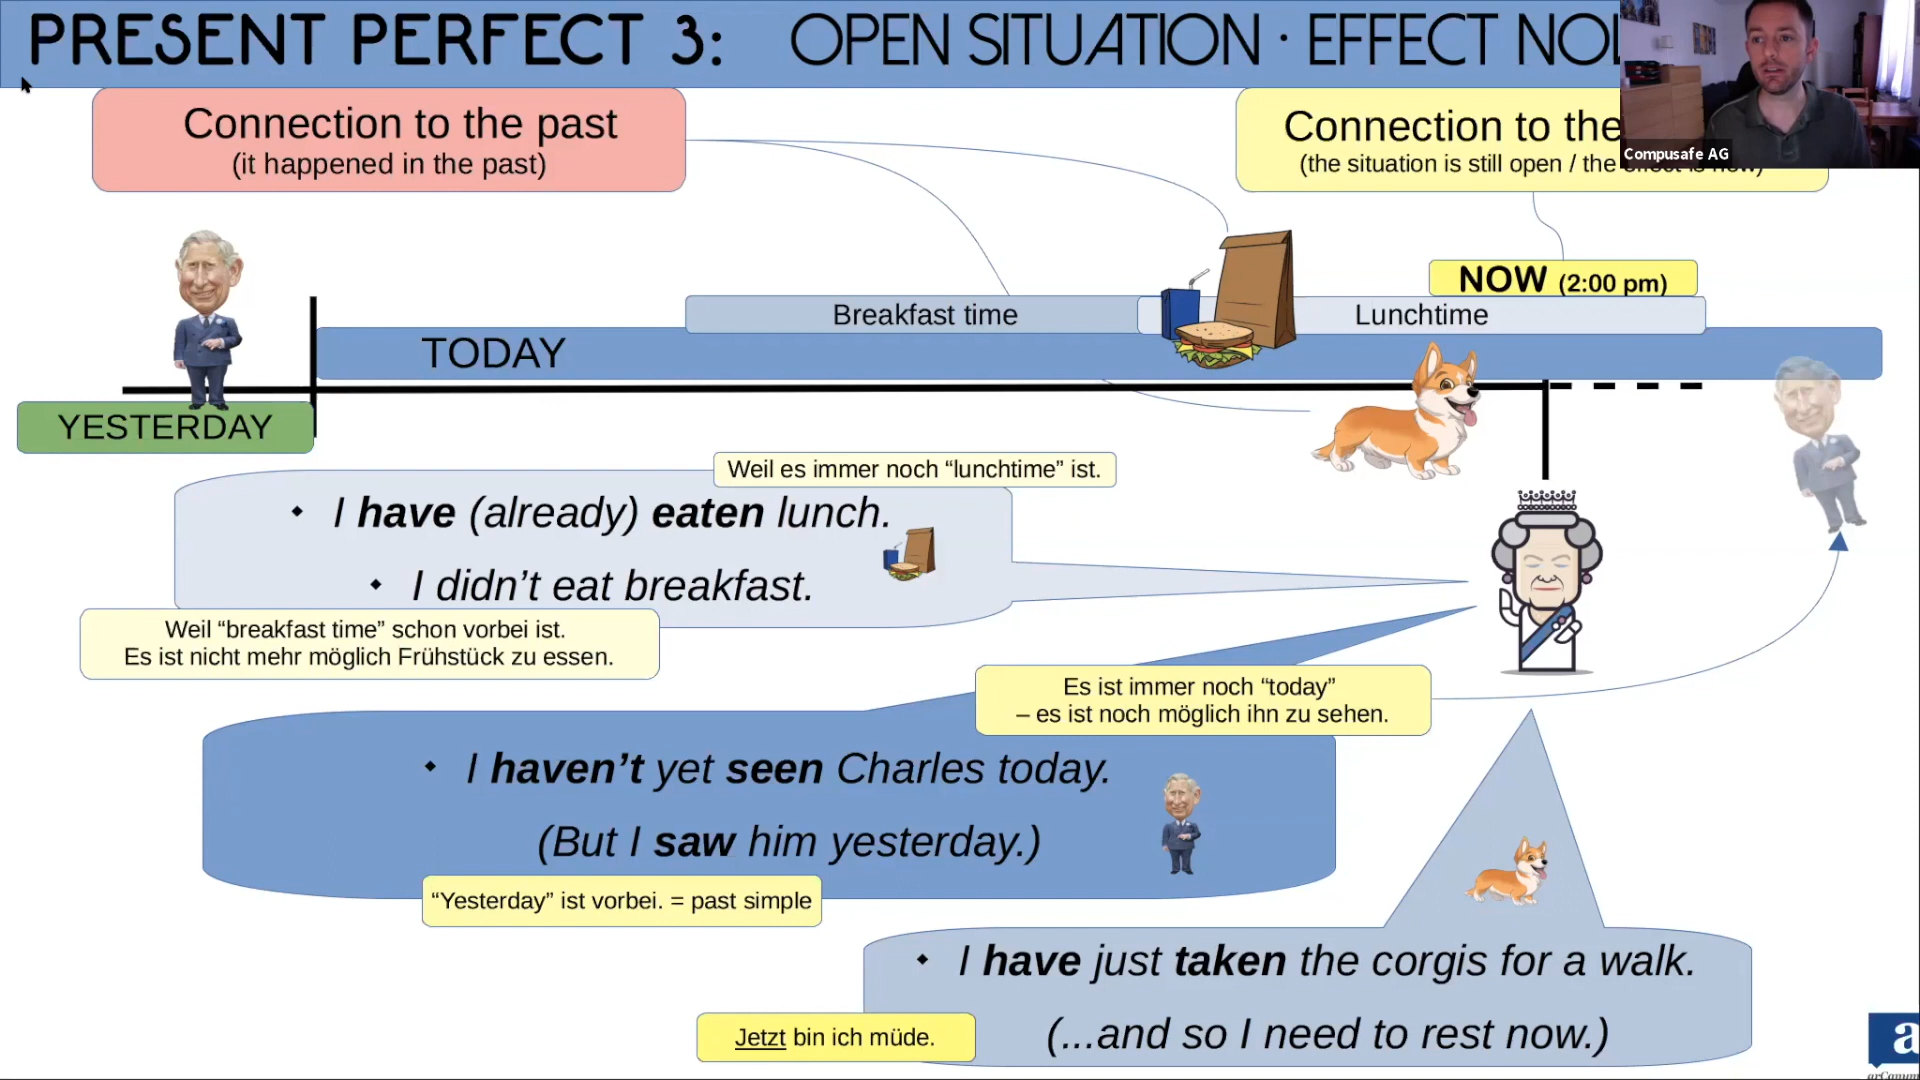 PRESENT PERFECT 3: OPEN SITUATION · EFFECT NO
Connection to the past
(it happened in the past)
Connection to the
(the situation is still open / the effect is now)
Compusafe AG
NOW (2:00 pm)
Breakfast time
Lunchtime
TODAY
YESTERDAY
Weil es immer noch “lunchtime” ist.
• I have (already) eaten lunch.
• I didn’t eat breakfast.
Weil “breakfast time” schon vorbei ist.
Es ist nicht mehr möglich Frühstück zu essen.
Es ist immer noch “today”
– es ist noch möglich ihn zu sehen.
• I haven’t yet seen Charles today.
(But I saw him yesterday.)
“Yesterday” ist vorbei. = past simple
• I have just taken the corgis for a walk.
(...and so I need to rest now.)
Jetzt bin ich müde.
a